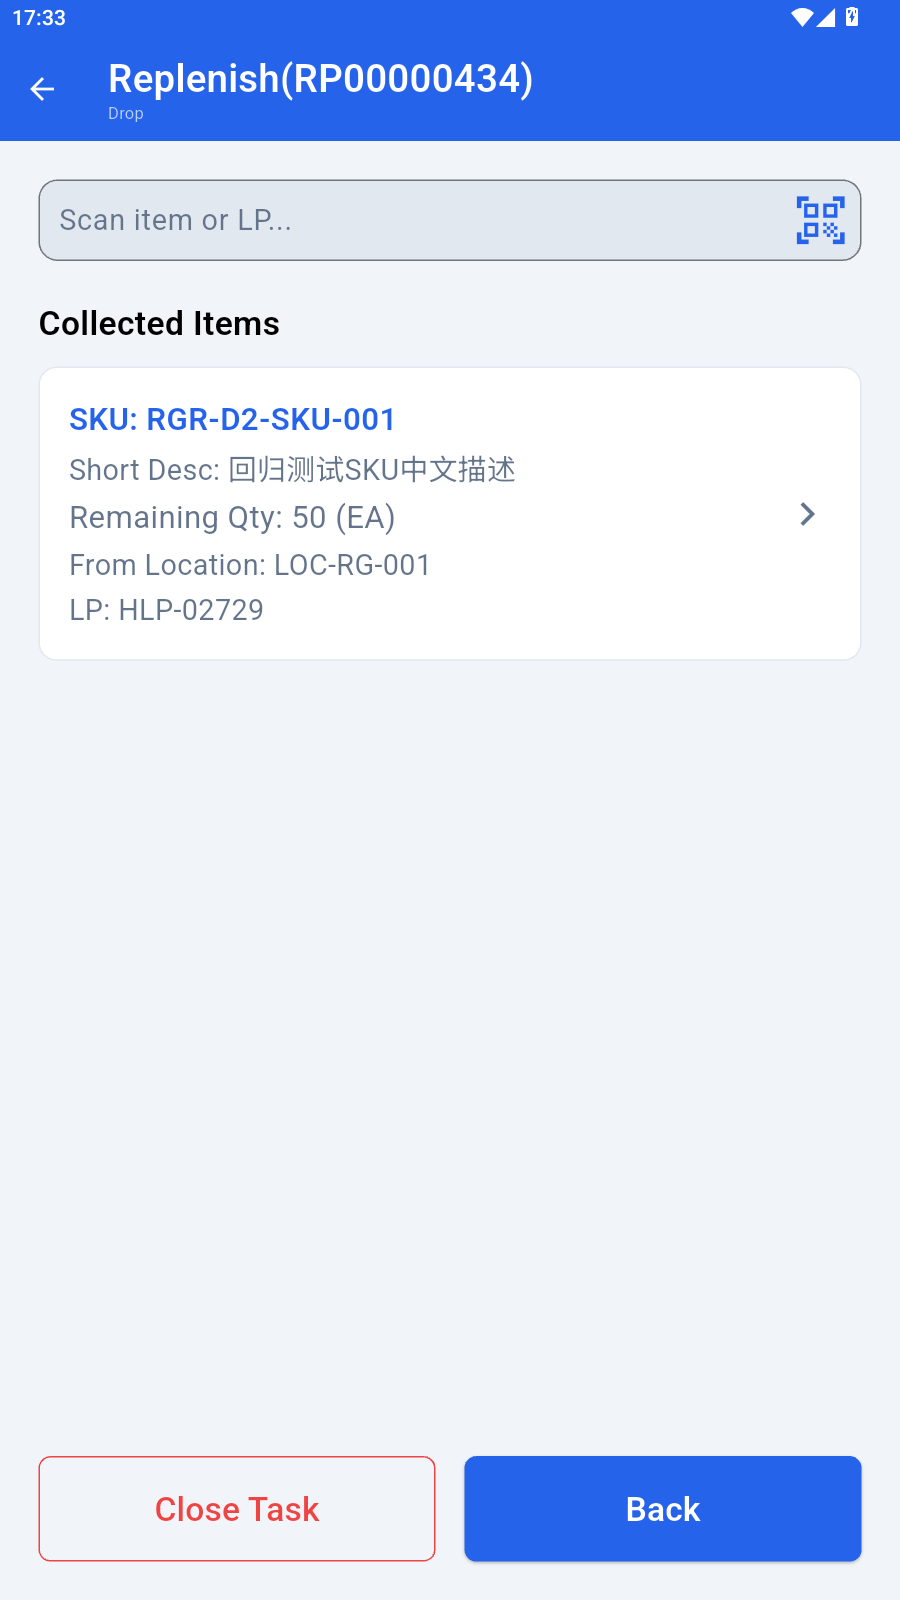 17:33
Replenish(RP00000434)
Drop
Scan item or LP...
Collected Items
SKU: RGR-D2-SKU-001
Short Desc: 回归测试SKU中文描述
Remaining Qty: 50 (EA)
From Location: LOC-RG-001
LP: HLP-02729
Close Task
Back